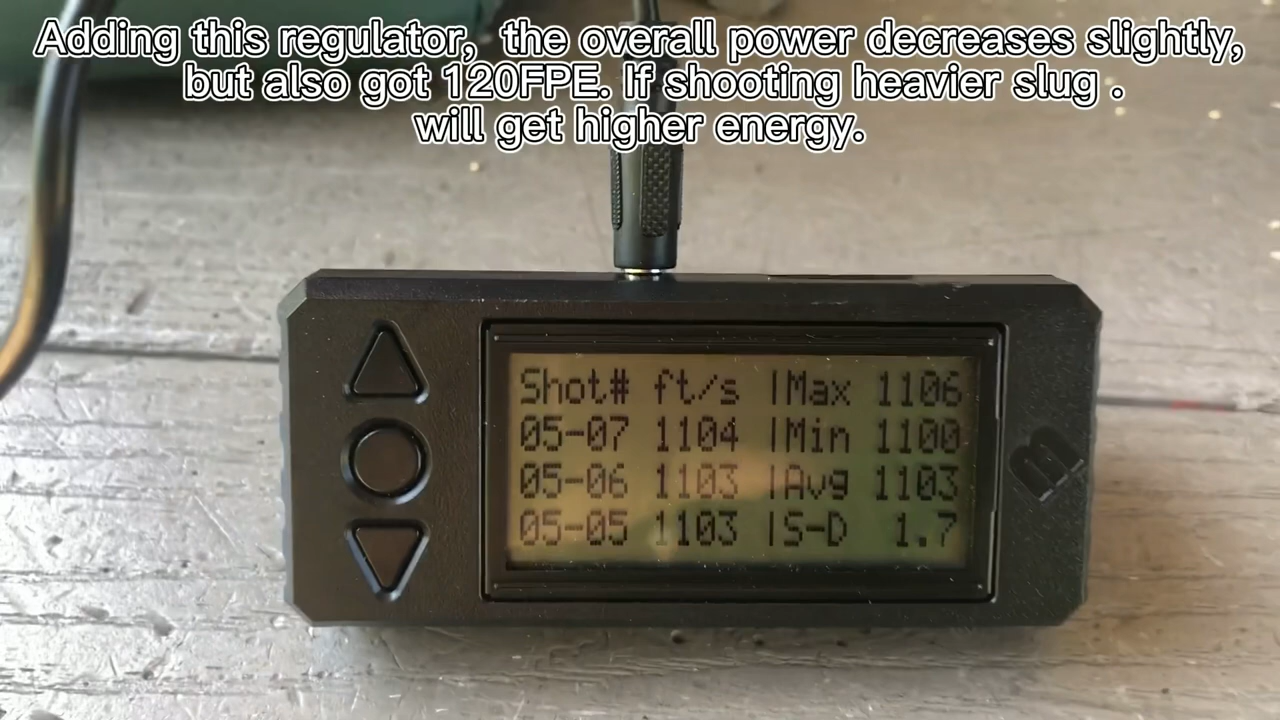 Adding this regulator, the overall power decreases slightly,
but also got 120FPE. If shooting heavier slug .
will get higher energy.
Shot# ft/s |Max 1106
05-07 1104 |Min 1100
05-06 1103 |Avg 1103
05-05 1103 |S-D 1.7
m